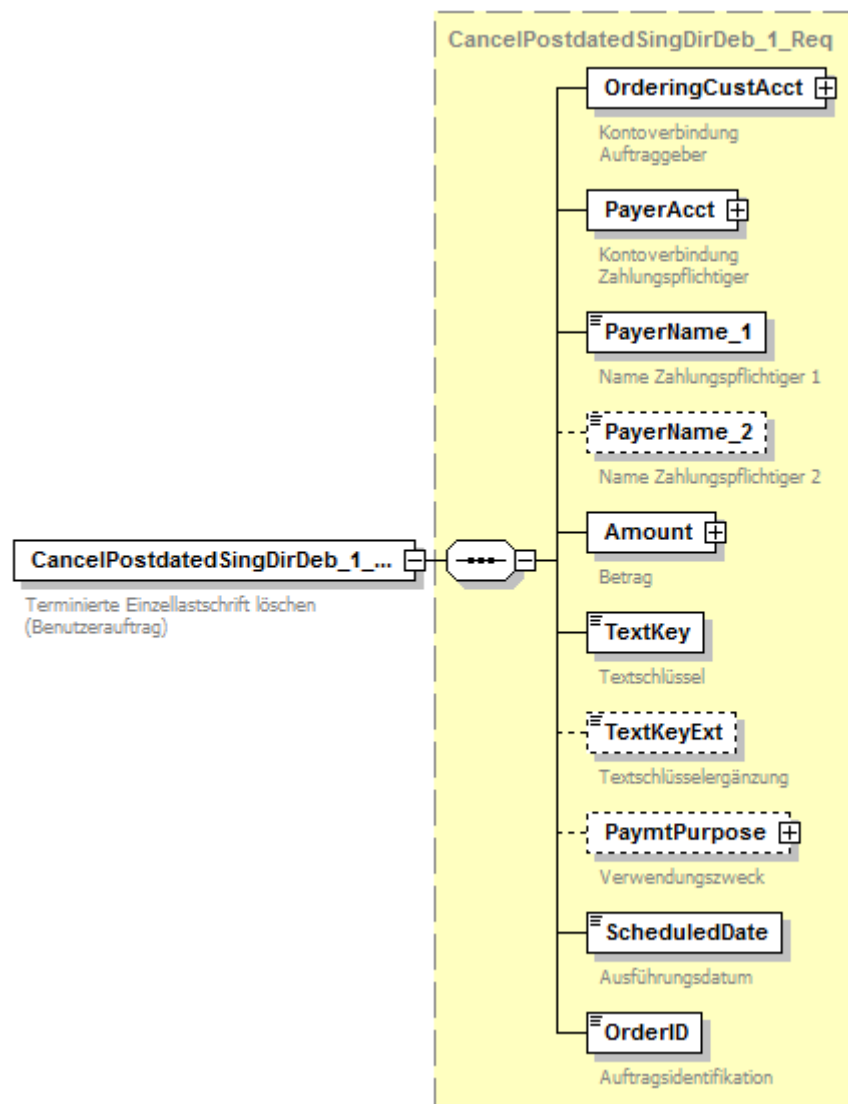 CancelPostdatedSingDirDeb_1_Req
OrderingCustAcct
Kontoverbindung
Auftraggeber
PayerAcct
Kontoverbindung
Zahlungspflichtiger
PayerName_1
Name Zahlungspflichtiger 1
PayerName_2
Name Zahlungspflichtiger 2
CancelPostdatedSingDirDeb_1_...
Terminierte Einzellastschrift löschen
(Benutzerauftrag)
Amount
Betrag
TextKey
Textschlüssel
TextKeyExt
Textschlüsselergänzung
PaymtPurpose
Verwendungszweck
ScheduledDate
Ausführungsdatum
OrderID
Auftragsidentifikation